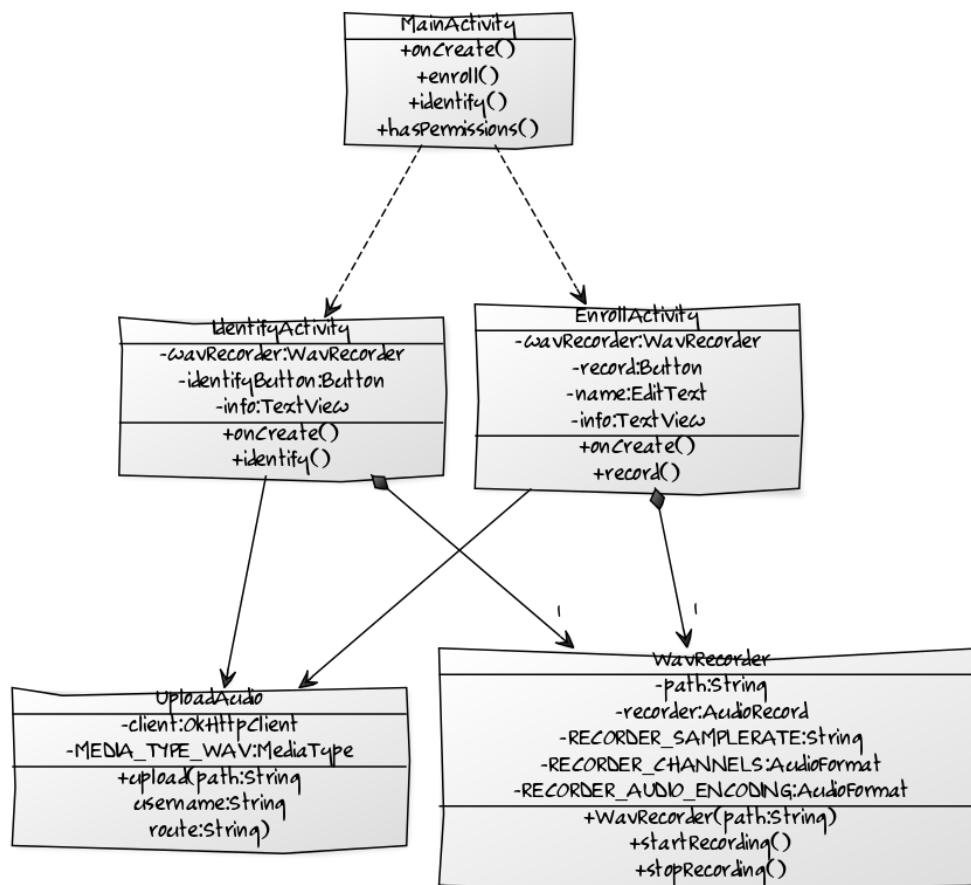 MainActivity
+onCreate()
+enroll()
+identify()
+hasPermissions()
IdentifyActivity
-wavRecorder:WavRecorder
-identifyButton:Button
-info:TextView
+onCreate()
+identify()
EnrollActivity
-wavRecorder:WavRecorder
-record:Button
-name:EditText
-info:TextView
+onCreate()
+record()
1
1
UploadAudio
-client:OkHttpClient
-MEDIA_TYPE_WAV:MediaType
+upload(path:String
username:String
route:String)
WavRecorder
-path:String
-recorder:AudioRecord
-RECORDER_SAMPLERATE:String
-RECORDER_CHANNELS:AudioFormat
-RECORDER_AUDIO_ENCODING:AudioFormat
+WavRecorder(path:String)
+startRecording()
+stopRecording()